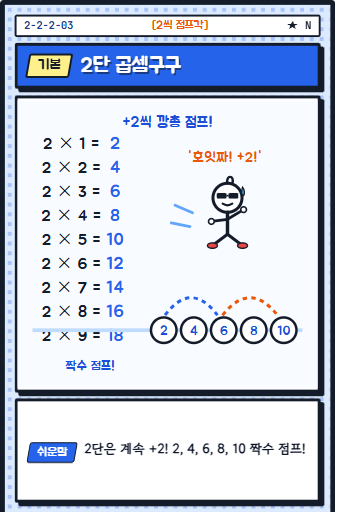 2-2-2-03 [2씩 점프각] ★ N
기본 2단 곱셈구구
+2씩 깡총 점프!
2 × 1 = 2
2 × 2 = 4
2 × 3 = 6
2 × 4 = 8
2 × 5 = 10
2 × 6 = 12
2 × 7 = 14
2 × 8 = 16
2 × 9 = 18
짝수 점프!
'호잇짜! +2!'
2 4 6 8 10
쉬운말 2단은 계속 +2! 2, 4, 6, 8, 10 짝수 점프!